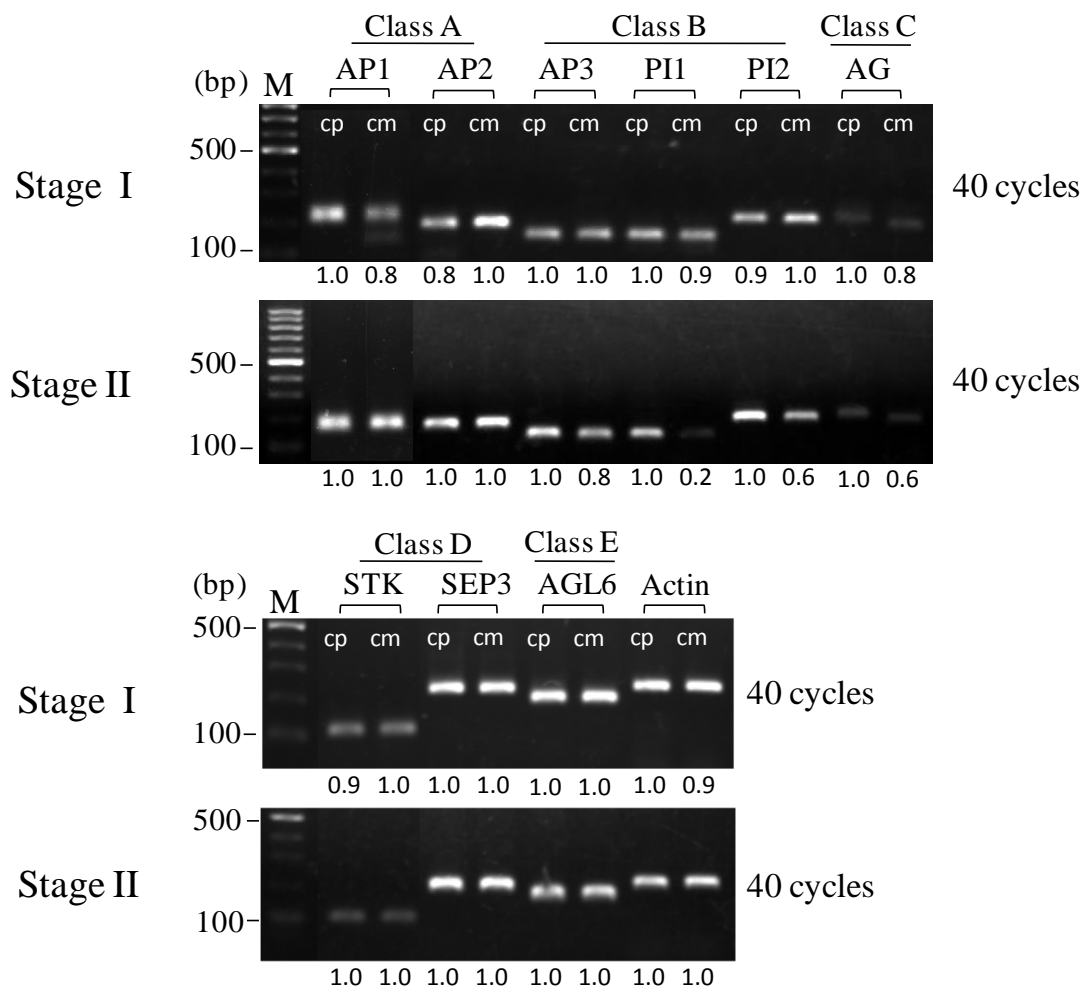 Class A Class B Class C
(bp) M AP1 AP2 AP3 PI1 PI2 AG
cp cm cp cm cp cm cp cm cp cm cp cm
500
Stage I 40 cycles
100
1.0 0.8 0.8 1.0 1.0 1.0 1.0 0.9 0.9 1.0 1.0 0.8
500
Stage II 40 cycles
100
1.0 1.0 1.0 1.0 1.0 0.8 1.0 0.2 1.0 0.6 1.0 0.6
Class D Class E
(bp) STK SEP3 AGL6 Actin
M
500
cp cm cp cm cp cm cp cm
Stage I 40 cycles
100
0.9 1.0 1.0 1.0 1.0 1.0 1.0 0.9
500
Stage II 40 cycles
100
1.0 1.0 1.0 1.0 1.0 1.0 1.0 1.0